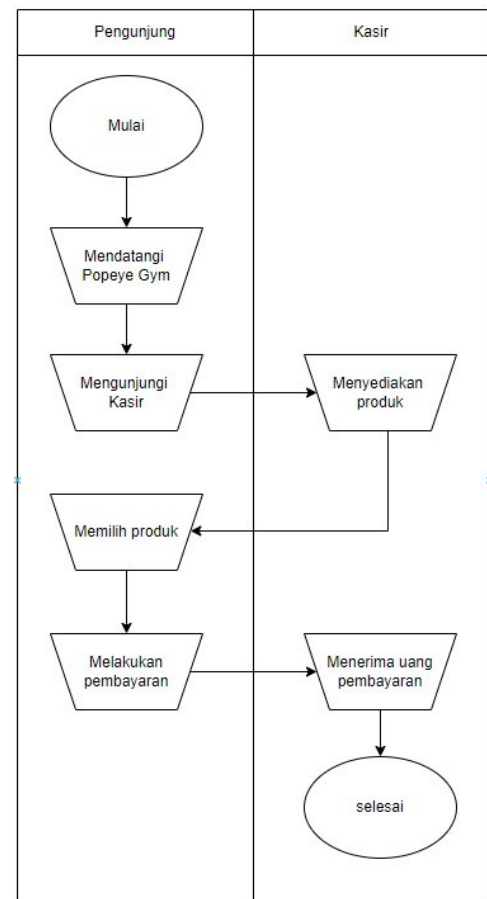 Pengunjung
Kasir
Mulai
Mendatangi
Popeye Gym
Mengunjungi
Kasir
Menyediakan
produk
Memilih produk
Melakukan
pembayaran
Menerima uang
pembayaran
selesai